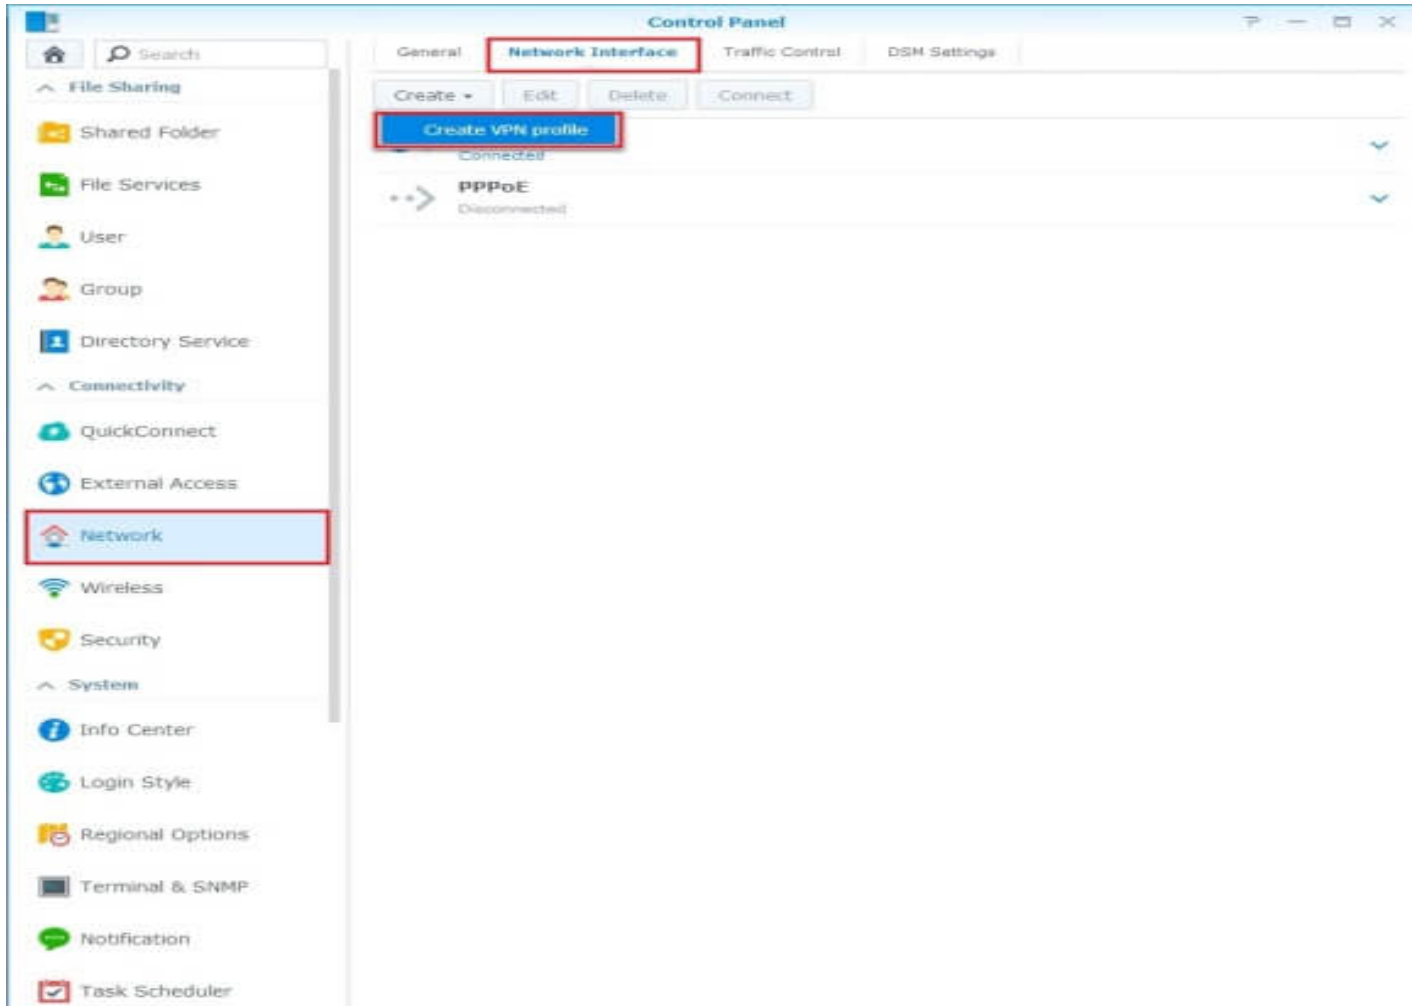 Control Panel
Search
General Network Interface Traffic Control DSM Settings
File Sharing
Create Edit Delete Connect
Create VPN profile
Connected
Shared Folder
PPPoE
Disconnected
File Services
User
Group
Directory Service
Connectivity
QuickConnect
External Access
Network
Wireless
Security
System
Info Center
Login Style
Regional Options
Terminal & SNMP
Notification
Task Scheduler